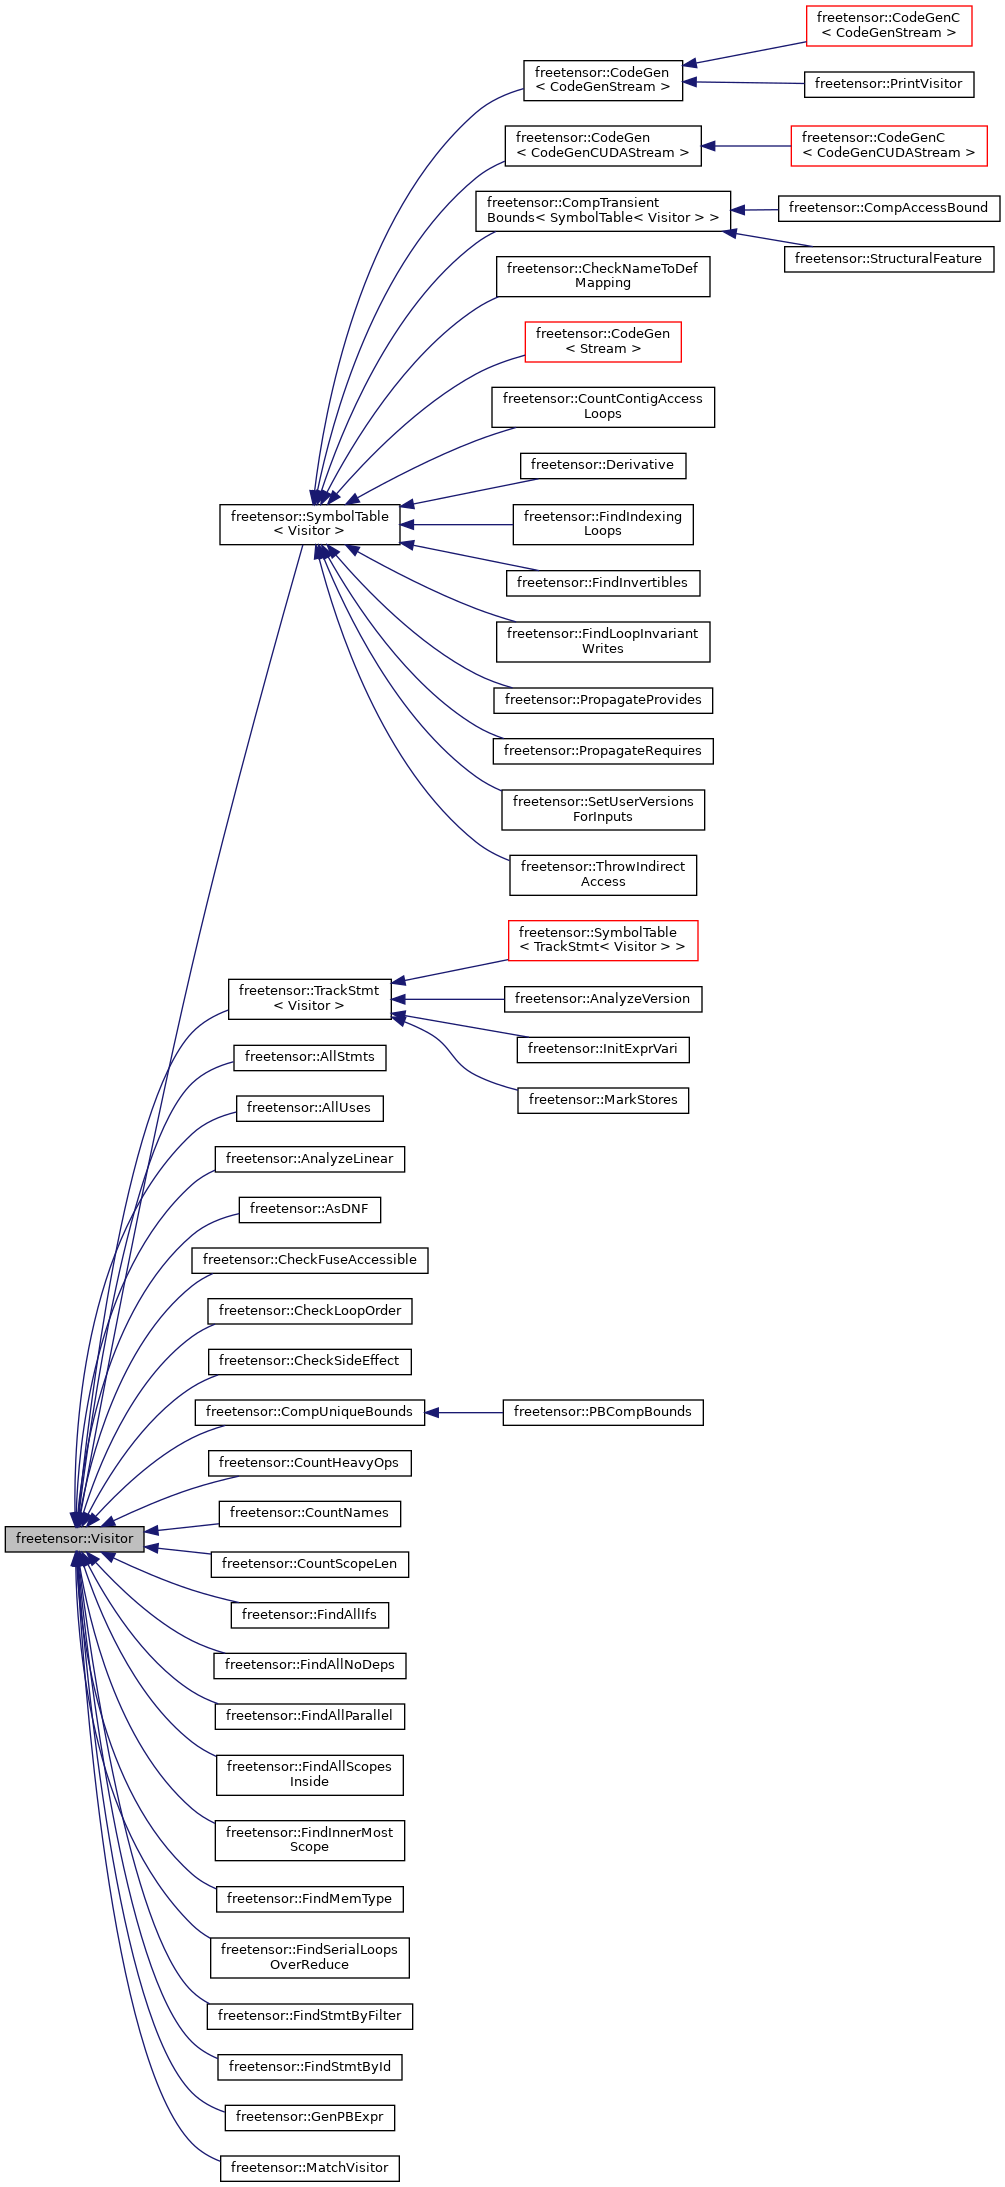 freetensor::CodeGenC
< CodeGenStream >
freetensor::CodeGen
< CodeGenStream >
freetensor::PrintVisitor
freetensor::CodeGen
< CodeGenCUDAStream >
freetensor::CodeGenC
< CodeGenCUDAStream >
freetensor::CompTransient
Bounds< SymbolTable< Visitor > >
freetensor::CompAccessBound
freetensor::StructuralFeature
freetensor::CheckNameToDef
Mapping
freetensor::CodeGen
< Stream >
freetensor::CountContigAccess
Loops
freetensor::Derivative
freetensor::SymbolTable
< Visitor >
freetensor::FindIndexing
Loops
freetensor::FindInvertibles
freetensor::FindLoopInvariant
Writes
freetensor::PropagateProvides
freetensor::PropagateRequires
freetensor::SetUserVersions
ForInputs
freetensor::ThrowIndirect
Access
freetensor::SymbolTable
< TrackStmt< Visitor > >
freetensor::TrackStmt
< Visitor >
freetensor::AnalyzeVersion
freetensor::InitExprVari
freetensor::AllStmts
freetensor::MarkStores
freetensor::AllUses
freetensor::AnalyzeLinear
freetensor::AsDNF
freetensor::CheckFuseAccessible
freetensor::CheckLoopOrder
freetensor::CheckSideEffect
freetensor::CompUniqueBounds
freetensor::PBCompBounds
freetensor::CountHeavyOps
freetensor::CountNames
freetensor::Visitor
freetensor::CountScopeLen
freetensor::FindAllIfs
freetensor::FindAllNoDeps
freetensor::FindAllParallel
freetensor::FindAllScopes
Inside
freetensor::FindInnerMost
Scope
freetensor::FindMemType
freetensor::FindSerialLoops
OverReduce
freetensor::FindStmtByFilter
freetensor::FindStmtById
freetensor::GenPBExpr
freetensor::MatchVisitor